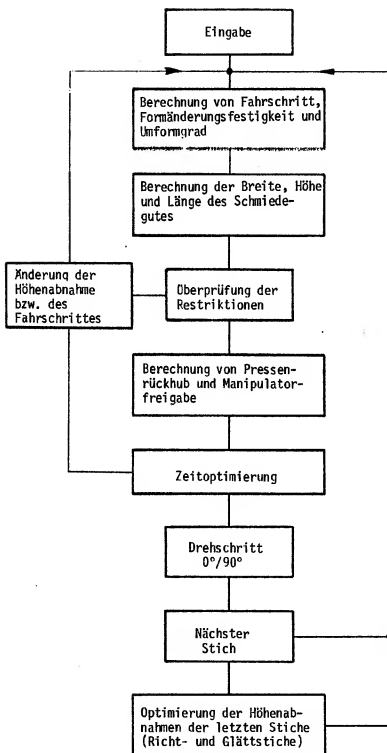 Eingabe
Berechnung von Fahrschritt,
Formänderungsfestigkeit und
Umformgrad
Berechnung der Breite, Höhe
und Länge des Schmiede-
gutes
Änderung der
Höhenabnahme
bzw. des
Fahrschrittes
Überprüfung der
Restriktionen
Berechnung von Pressen-
rückhub und Manipulator-
freigabe
Zeitoptimierung
Drehschritt
0°/90°
Nächster
Stich
Optimierung der Höhenab-
nahmen der letzten Stiche
(Richt- und Glättstiche)